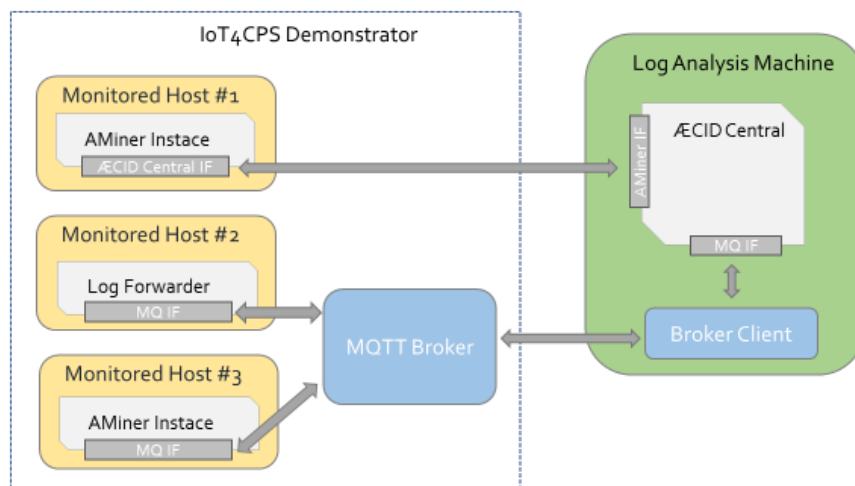 IoT4CPS Demonstrator
Monitored Host #1
AMiner Instace
ÆCID Central IF
Monitored Host #2
Log Forwarder
MQ IF
Monitored Host #3
AMiner Instace
MQ IF
MQTT Broker
Log Analysis Machine
ÆCID Central
AMiner IF
MQ IF
Broker Client